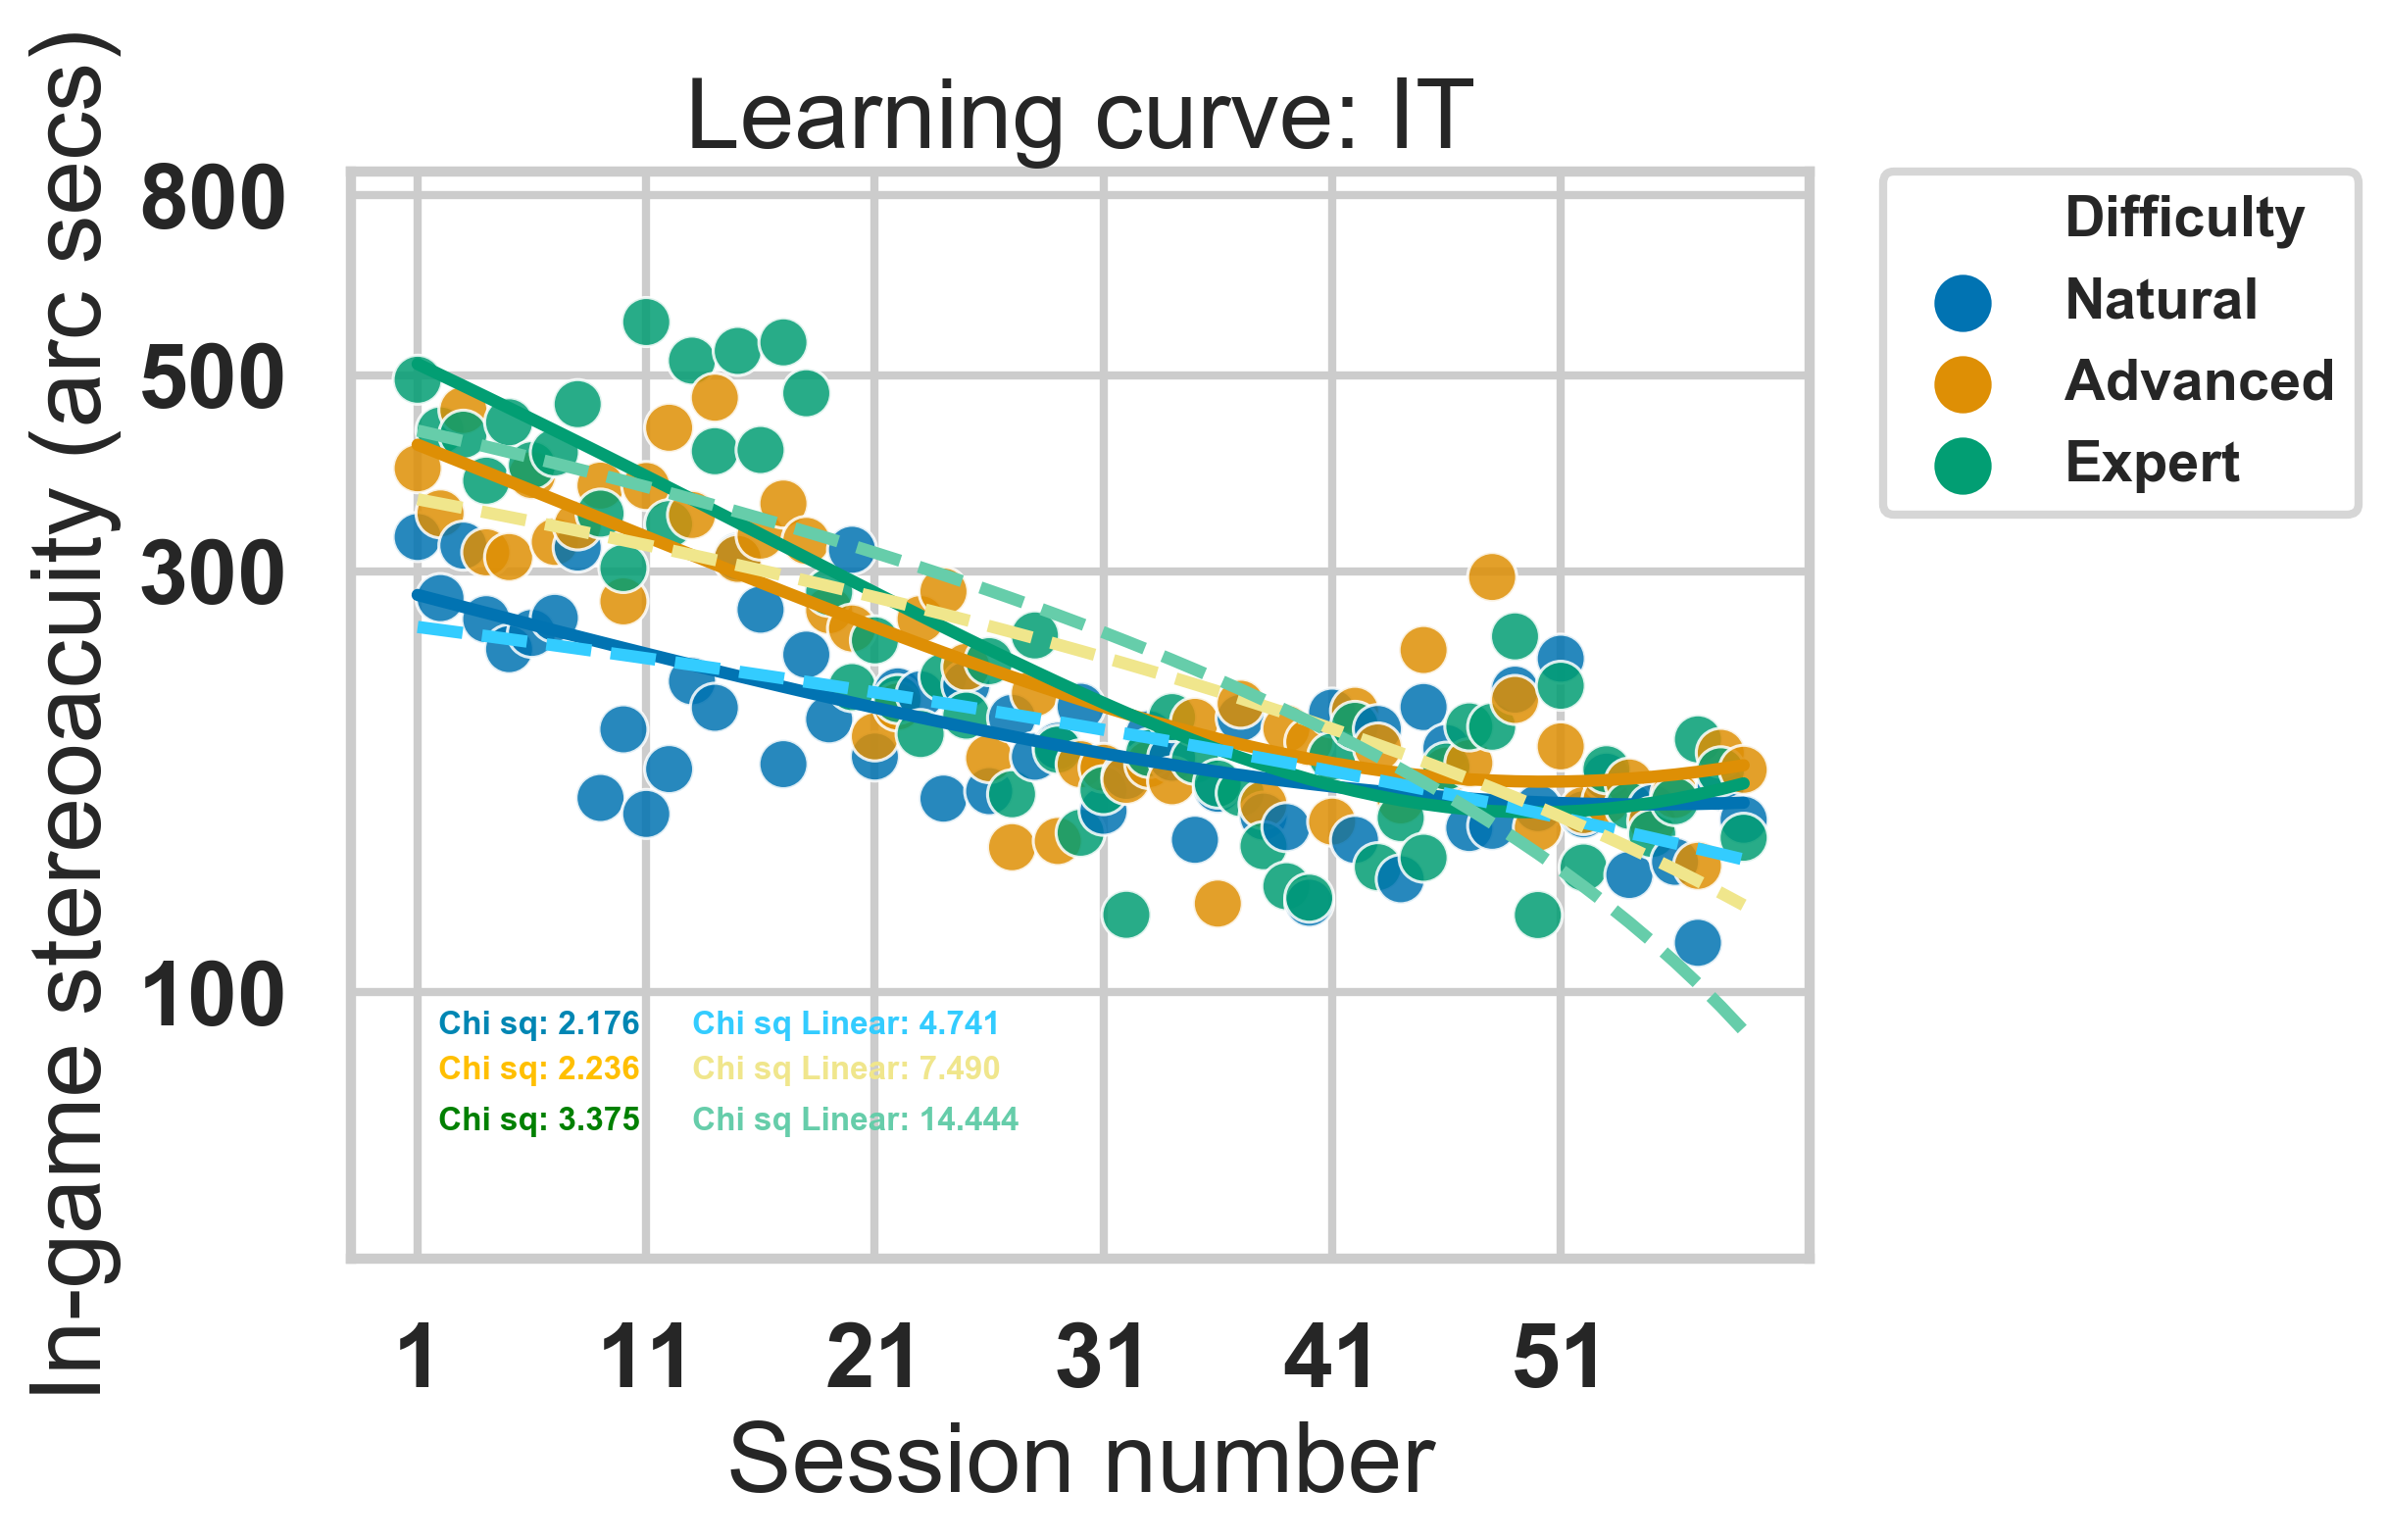 Learning curve: IT
In-game stereoacuity (arc secs)
800
500
300
100
Difficulty
Natural
Advanced
Expert
Chi sq: 2.176
Chi sq Linear: 4.741
Chi sq: 2.236
Chi sq Linear: 7.490
Chi sq: 3.375
Chi sq Linear: 14.444
1 11 21 31 41 51
Session number